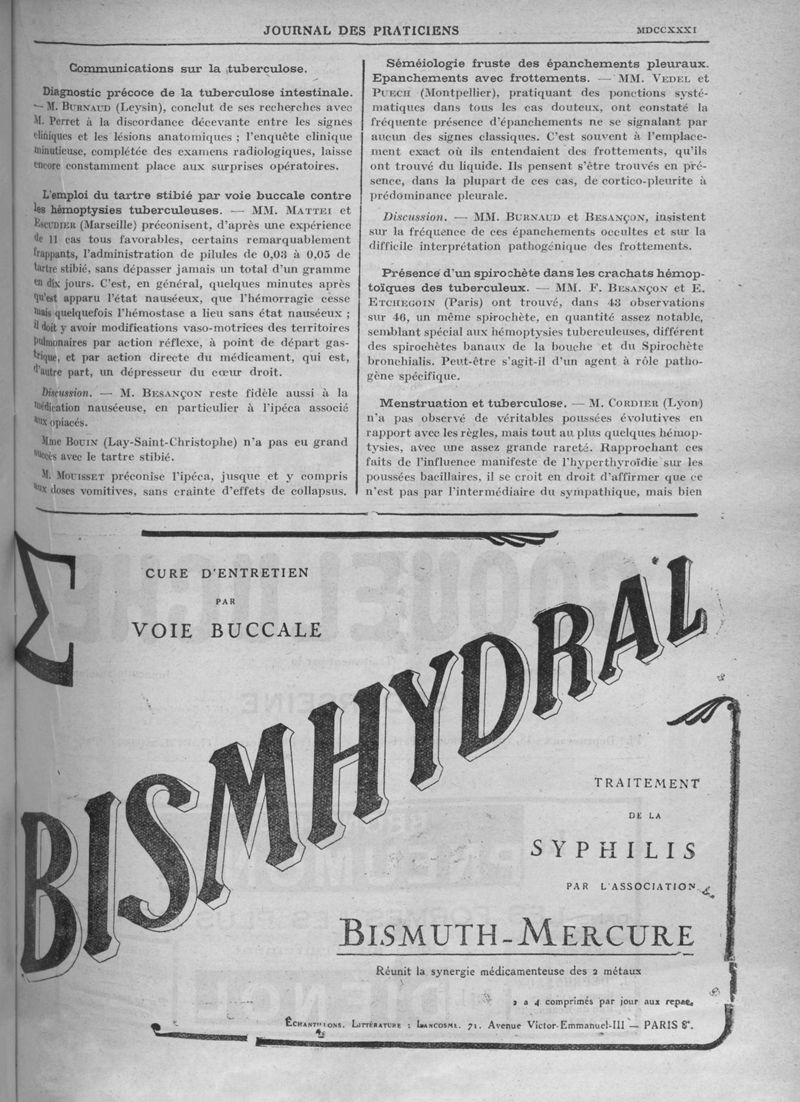 JOURNAL DES PRATICIENS
MDCCXXXI
Communications sur la tuberculose.
Diagnostic précoce de la tuberculose intestinale.
— M. BURNAUD (Leysin), conclut de ses recherches avec
M. Perret à la discordance décevante entre les signes
cliniques et les lésions anatomiques ; l'enquête clinique
minutieuse, complétée des examens radiologiques, laisse
encore constamment place aux surprises opératoires.
L'emploi du tartre stibié par voie buccale contre
les hémoptysies tuberculeuses. — MM. MATTEI et
ESCUDIER (Marseille) préconisent, d'après une expérience
de 11 cas tous favorables, certains remarquablement
frappants, l'administration de pilules de 0,03 à 0,05 de
tartre stibié, sans dépasser jamais un total d'un gramme
en dix jours. C'est, en général, quelques minutes après
qu'est apparu l'état nauséeux, que l'hémorragie cesse
mais quelquefois l'hémostase a lieu sans état nauséeux ;
il doit y avoir modifications vaso-motrices des territoires
pulmonaires par action réflexe, à point de départ gas-
trique, et par action directe du médicament, qui est,
d'autre part, un dépresseur du cœur droit.
Discussion. — M. BESANÇON reste fidèle aussi à la
médication nauséeuse, en particulier à l'ipéca associé
aux opiacés.
Mme BOUIN (Lay-Saint-Christophe) n'a pas eu grand
succès avec le tartre stibié.
M. MOUISSET préconise l'ipéca, jusque et y compris
aux doses vomitives, sans crainte d'effets de collapsus.
Séméiologie fruste des épanchements pleuraux.
Epanchements avec frottements. — MM. VEDEL et
PUECH (Montpellier), pratiquant des ponctions systé-
matiques dans tous les cas douteux, ont constaté la
fréquente présence d'épanchements ne se signalant par
aucun des signes classiques. C'est souvent à l'emplace-
ment exact où ils entendaient des frottements, qu'ils
ont trouvé du liquide. Ils pensent s'être trouvés en pré-
sence, dans la plupart de ces cas, de cortico-pleurite à
prédominance pleurale.
Discussion. — MM. BURNAUD et BESANÇON, insistent
sur la fréquence de ces épanchements occultes et sur la
difficile interprétation pathogénique des frottements.
Présence d'un spirochète dans les crachats hémop-
toïques des tuberculeux. — MM. F. BESANÇON et E.
ETCHEGOIN (Paris) ont trouvé, dans 43 observations
sur 46, un même spirochète, en quantité assez notable,
semblant spécial aux hémoptysies tuberculeuses, différent
des spirochètes banaux de la bouche et du Spirochète
bronchialis. Peut-être s'agit-il d'un agent à rôle patho-
gène spécifique.
Menstruation et tuberculose. — M. CORDIER (Lyon)
n'a pas observé de véritables poussées évolutives en
rapport avec les règles, mais tout au plus quelques hémop-
tysies, avec une assez grande rareté. Rapprochant ces
faits de l'influence manifeste de l'hyperthyroïdie sur les
poussées bacillaires, il se croit en droit d'affirmer que ce
n'est pas par l'intermédiaire du sympathique, mais bien
Σ
CURE D'ENTRETIEN
PAR
VOIE BUCCALE
BISMHYDRAL
TRAITEMENT
DE LA
SYPHILIS
PAR L'ASSOCIATION
BISMUTH-MERCURE
Réunit la synergie médicamenteuse des 2 métaux
2 a 4 comprimés par jour aux repas.
ÉCHANTILLONS. LITTÉRATURE : LANCOSME. 71. Avenue Victor-Emmanuel-III — PARIS 8e.